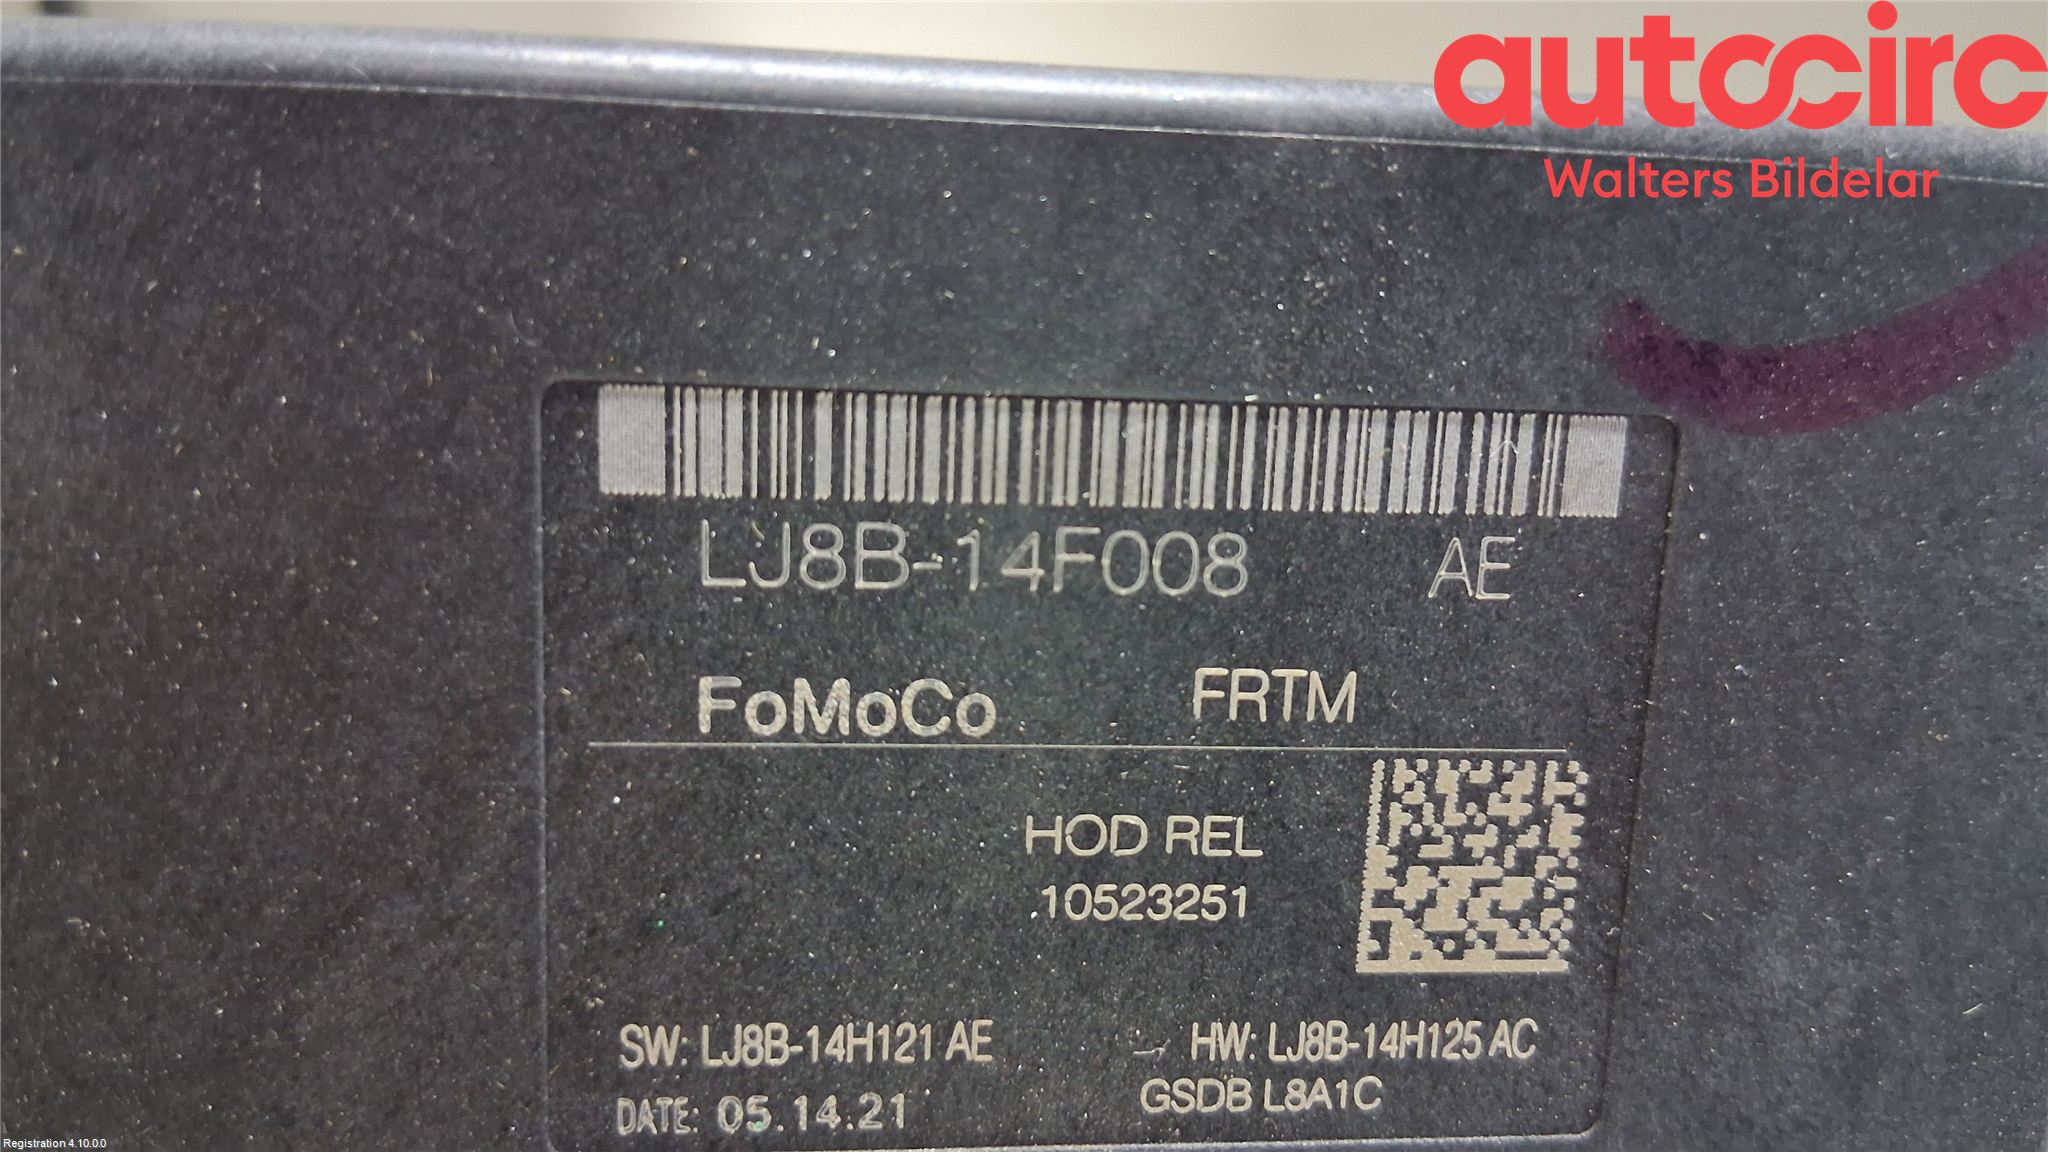 autocirc
Walters Bildelar
LJ8B-14F008 AE
FoMoCo FRTM
HOD REL
10523251
SW: LJ8B-14H121 AE HW: LJ8B-14H125 AC
GSDB L8A1C
DATE: 05.14.21
Registration 4.10.0.0